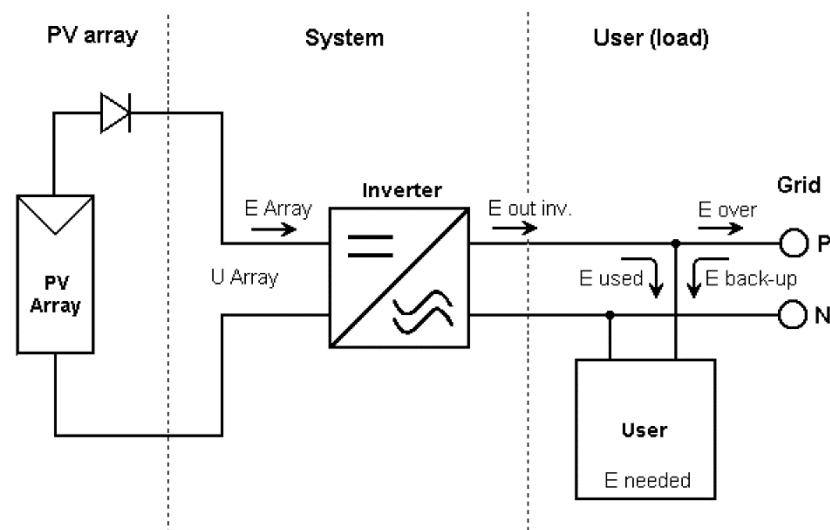 PV array
System
User (load)
Inverter
Grid
E Array
E out inv.
E over
P
U Array
E used
E back-up
PV
Array
N
User
E needed